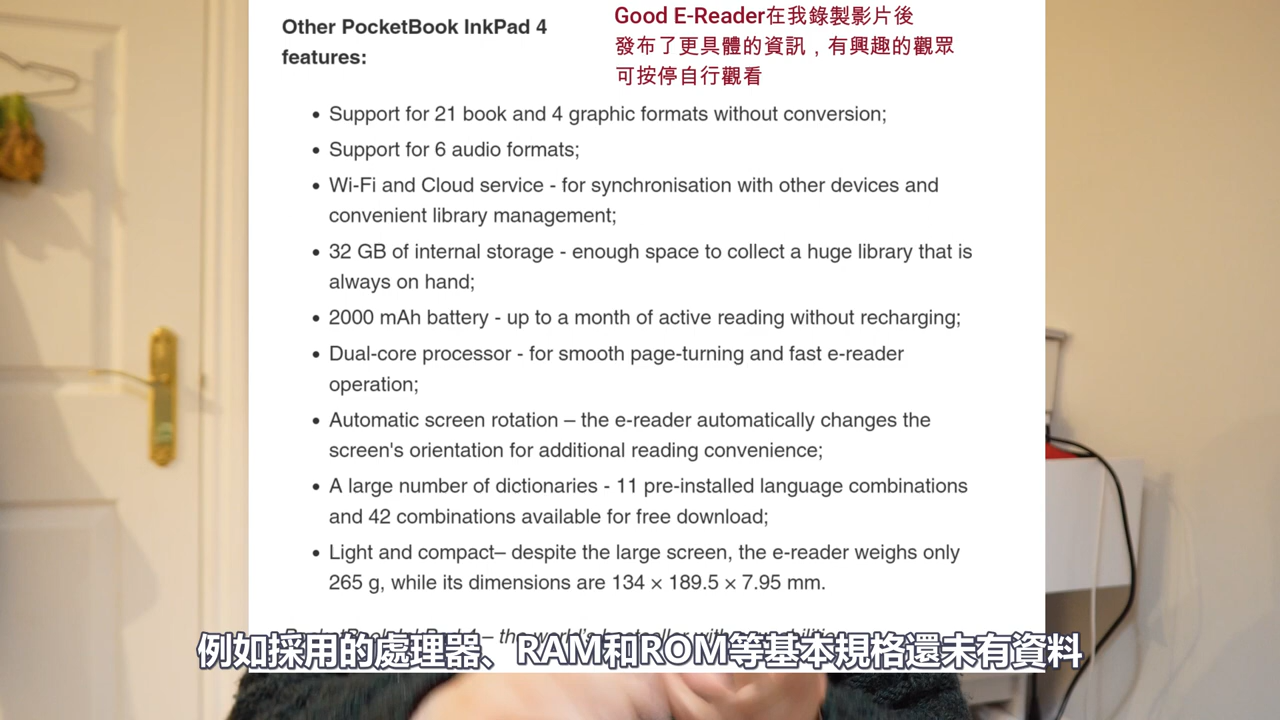 Other PocketBook InkPad 4
features:
Good E-Reader在我錄製影片後
發布了更具體的資訊，有興趣的觀眾
可按停自行觀看
• Support for 21 book and 4 graphic formats without conversion;
• Support for 6 audio formats;
• Wi-Fi and Cloud service - for synchronisation with other devices and
convenient library management;
• 32 GB of internal storage - enough space to collect a huge library that is
always on hand;
• 2000 mAh battery - up to a month of active reading without recharging;
• Dual-core processor - for smooth page-turning and fast e-reader
operation;
• Automatic screen rotation – the e-reader automatically changes the
screen's orientation for additional reading convenience;
• A large number of dictionaries - 11 pre-installed language combinations
and 42 combinations available for free download;
• Light and compact– despite the large screen, the e-reader weighs only
265 g, while its dimensions are 134 × 189.5 × 7.95 mm.
例如採用的處理器、RAM和ROM等基本規格還未有資料